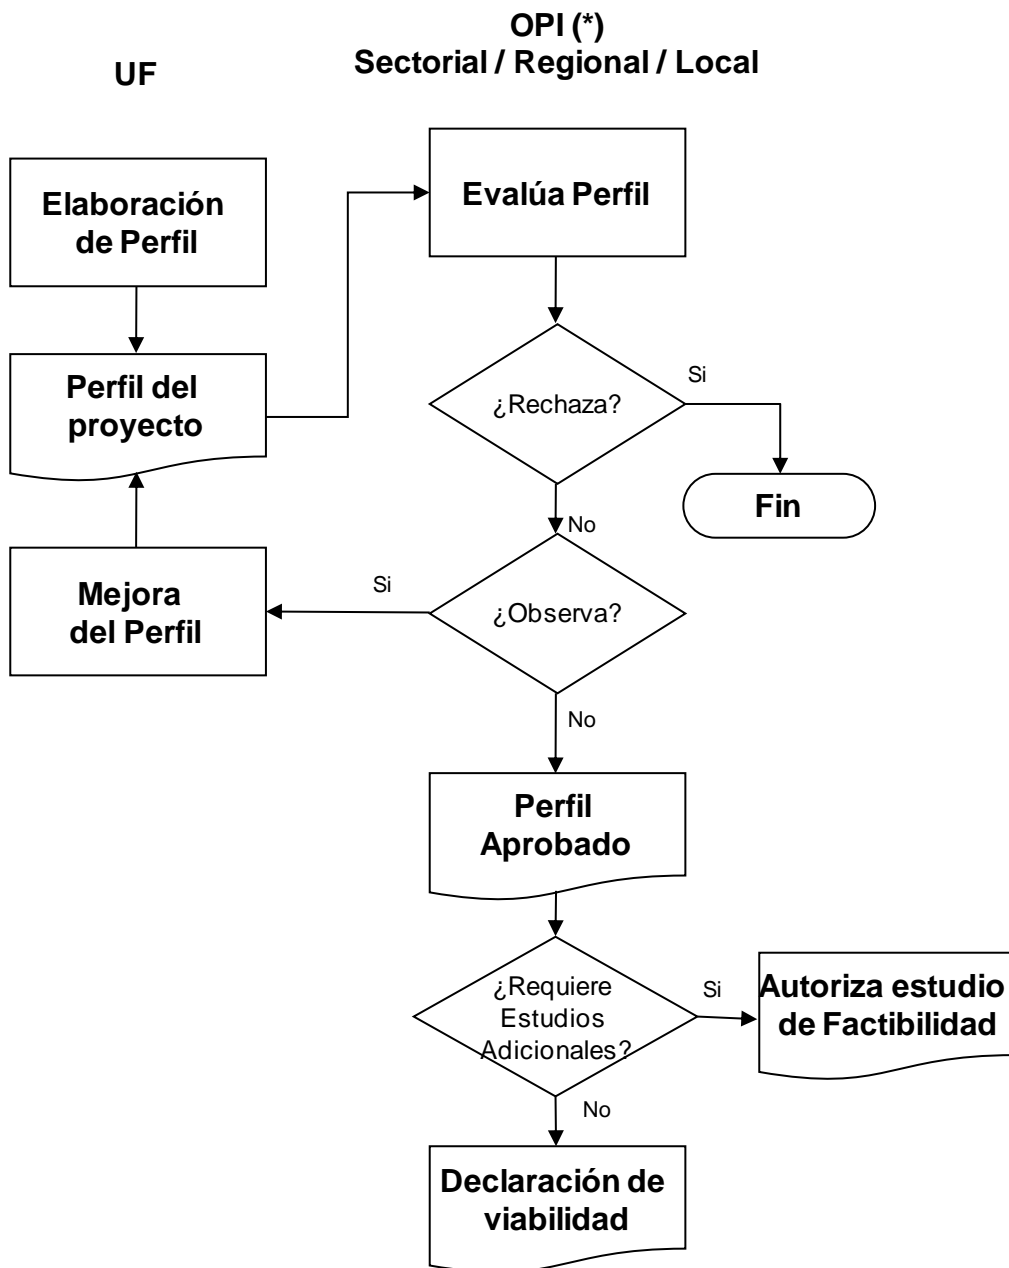 OPI (*)
Sectorial / Regional / Local
UF
Elaboración
de Perfil
Evalúa Perfil
Perfil del
proyecto
¿Rechaza?
Si
Fin
No
Mejora
del Perfil
Si
¿Observa?
No
Perfil
Aprobado
¿Requiere
Estudios
Adicionales?
Si
Autoriza estudio
de Factibilidad
No
Declaración de
viabilidad